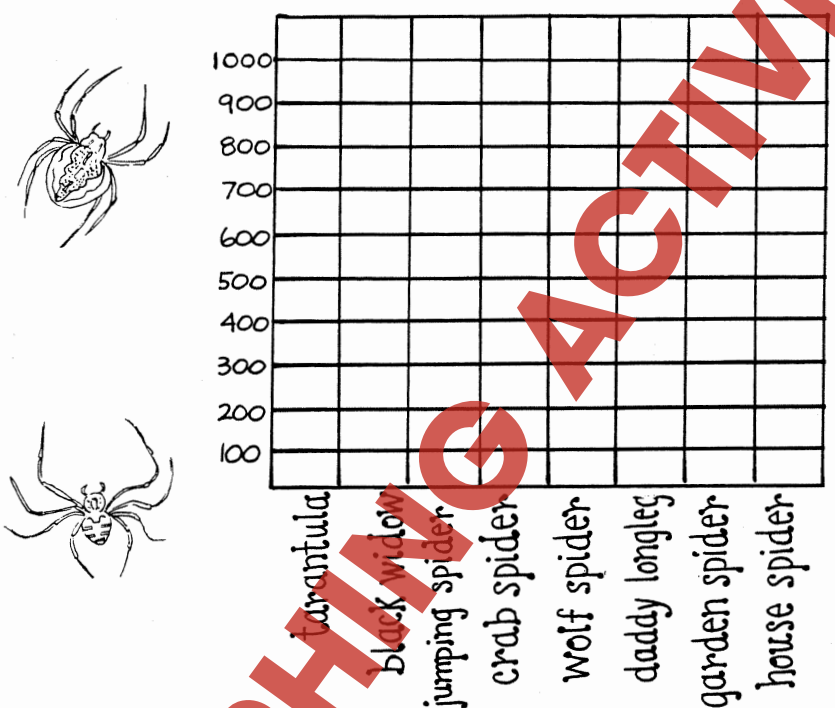 1000
900
800
700
600
500
400
300
200
100
tarantula
black widow
jumping spider
crab spider
wolf spider
daddy longleg
garden spider
house spider
PHING ACTIV